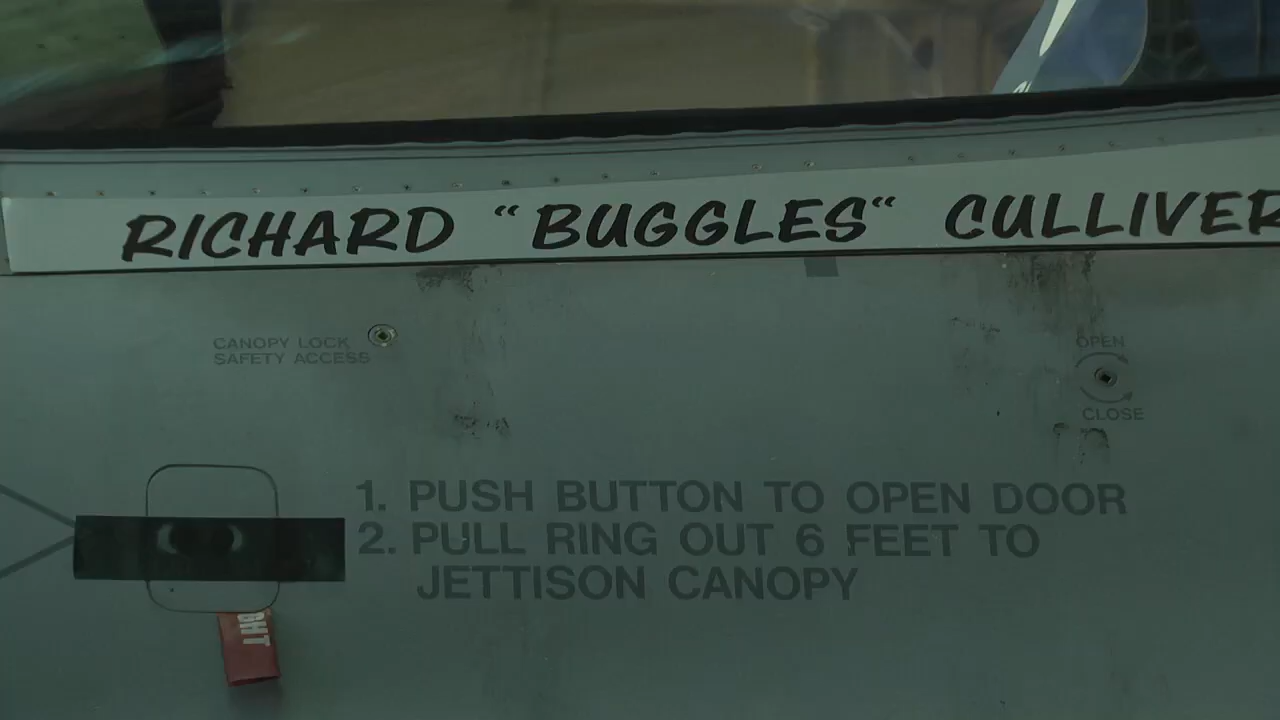 RICHARD “BUGGLES“ CULLIVER
CANOPY LOCK
SAFETY ACCESS
OPEN
CLOSE
1. PUSH BUTTON TO OPEN DOOR
2. PULL RING OUT 6 FEET TO
JETTISON CANOPY